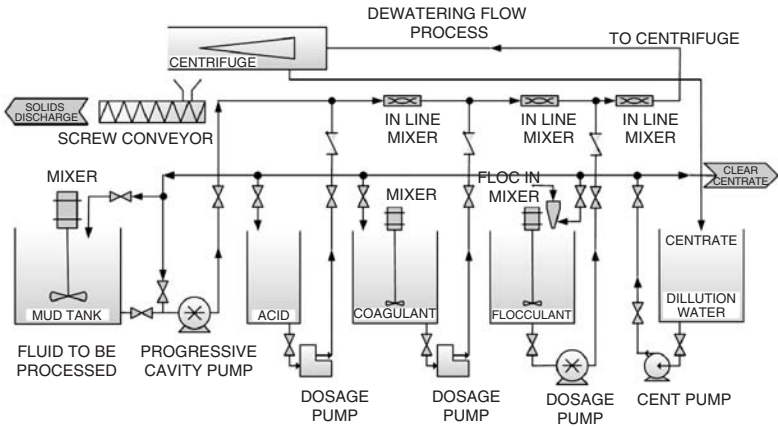 DEWATERING FLOW
PROCESS
TO CENTRIFUGE
CENTRIFUGE
SOLIDS
DISCHARGE
SCREW CONVEYOR
IN LINE
MIXER
IN LINE
MIXER
IN LINE
MIXER
CLEAR
CENTRATE
MIXER
MIXER
FLOC IN
MIXER
CENTRATE
MUD TANK
ACID
COAGULANT
FLOCCULANT
DILLUTION
WATER
FLUID TO BE
PROCESSED
PROGRESSIVE
CAVITY PUMP
DOSAGE
PUMP
DOSAGE
PUMP
DOSAGE
PUMP
CENT PUMP